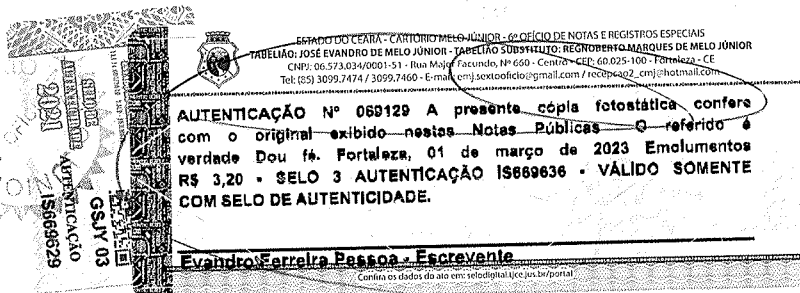 ESTADO DO CEARÁ - CARTÓRIO MELO JÚNIOR - 6º OFÍCIO DE NOTAS E REGISTROS ESPECIAIS
TABELIÃO: JOSÉ EVANDRO DE MELO JÚNIOR - TABELIÃO SUBSTITUTO: REGNOBERTO MARQUES DE MELO JÚNIOR
CNPJ: 06.573.034/0001-51 - Rua Major Facundo, Nº 660 - Centro - CEP: 60.025-100 - Fortaleza - CE
Tel: (85) 3099.7474 / 3099.7460 - E-mail: cmj.sextooficio@gmail.com / recepcao2_cmj@hotmail.com
AUTENTICAÇÃO Nº 069129 A presente cópia fotostática confere
com o original exibido nestas Notas Públicas O referido é
verdade Dou fé. Fortaleza, 01 de março de 2023 Emolumentos
R$ 3,20 - SELO 3 AUTENTICAÇÃO IS669636 - VÁLIDO SOMENTE
COM SELO DE AUTENTICIDADE.
Evandro Ferreira Pessoa - Escrevente
Confira os dados do ato em: selodigital.tjce.jus.br/portal
SELO DE
AUTENTICIDADE
2021
AUTENTICAÇÃO
GSJY 03
IS669629